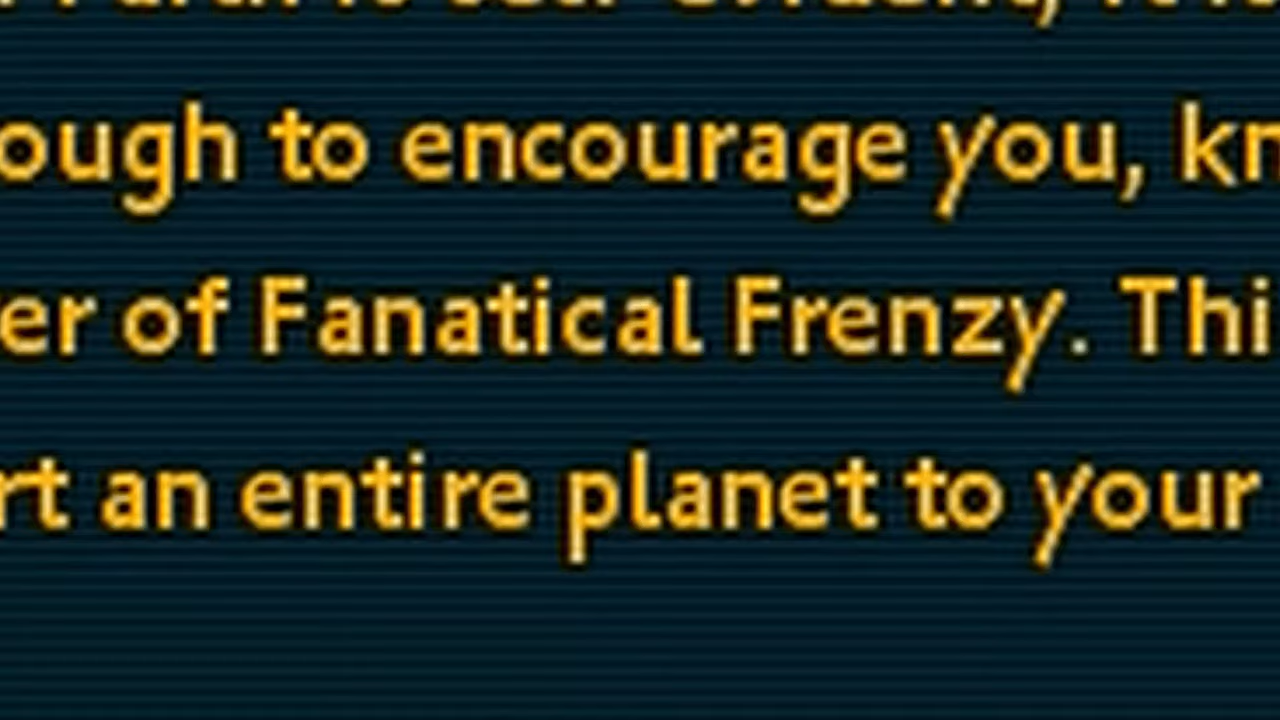 ough to encourage you, kn
er of Fanatical Frenzy. Thi
rt an entire planet to your